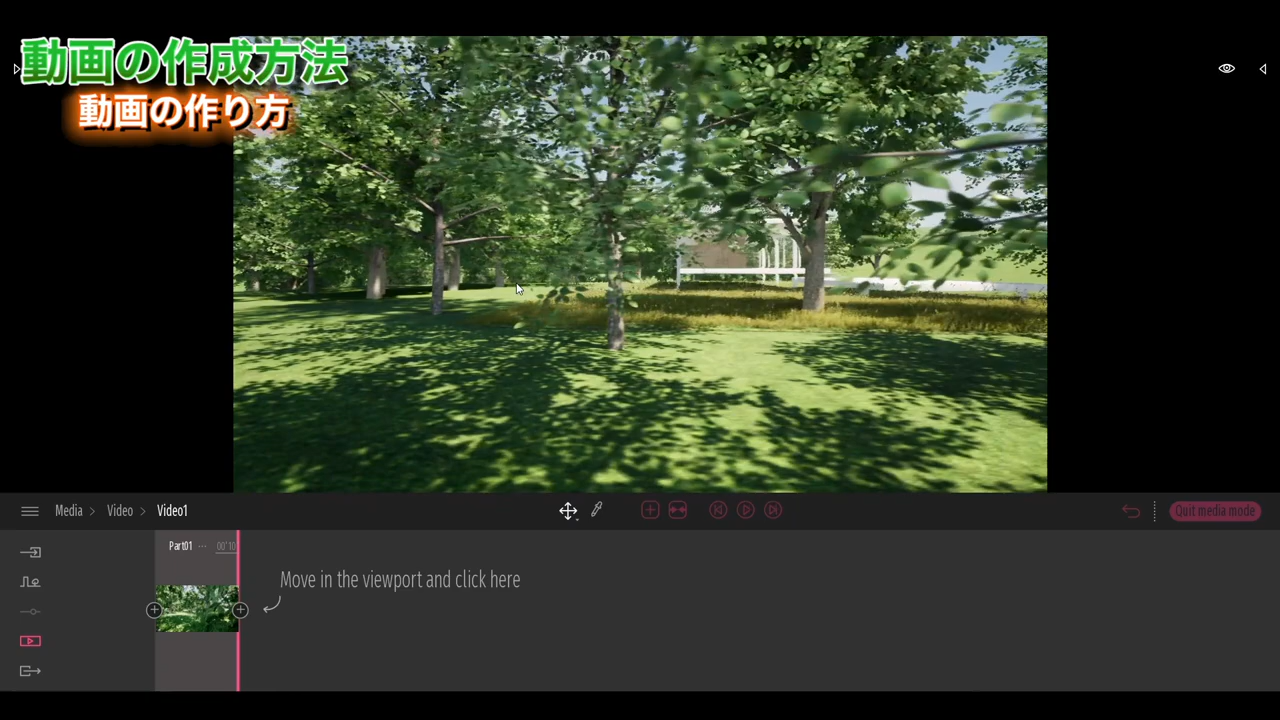 動画の作成方法
動画の作り方
Media > Video > Video1
Quit media mode
Part01 ··· 00'10
Move in the viewport and click here